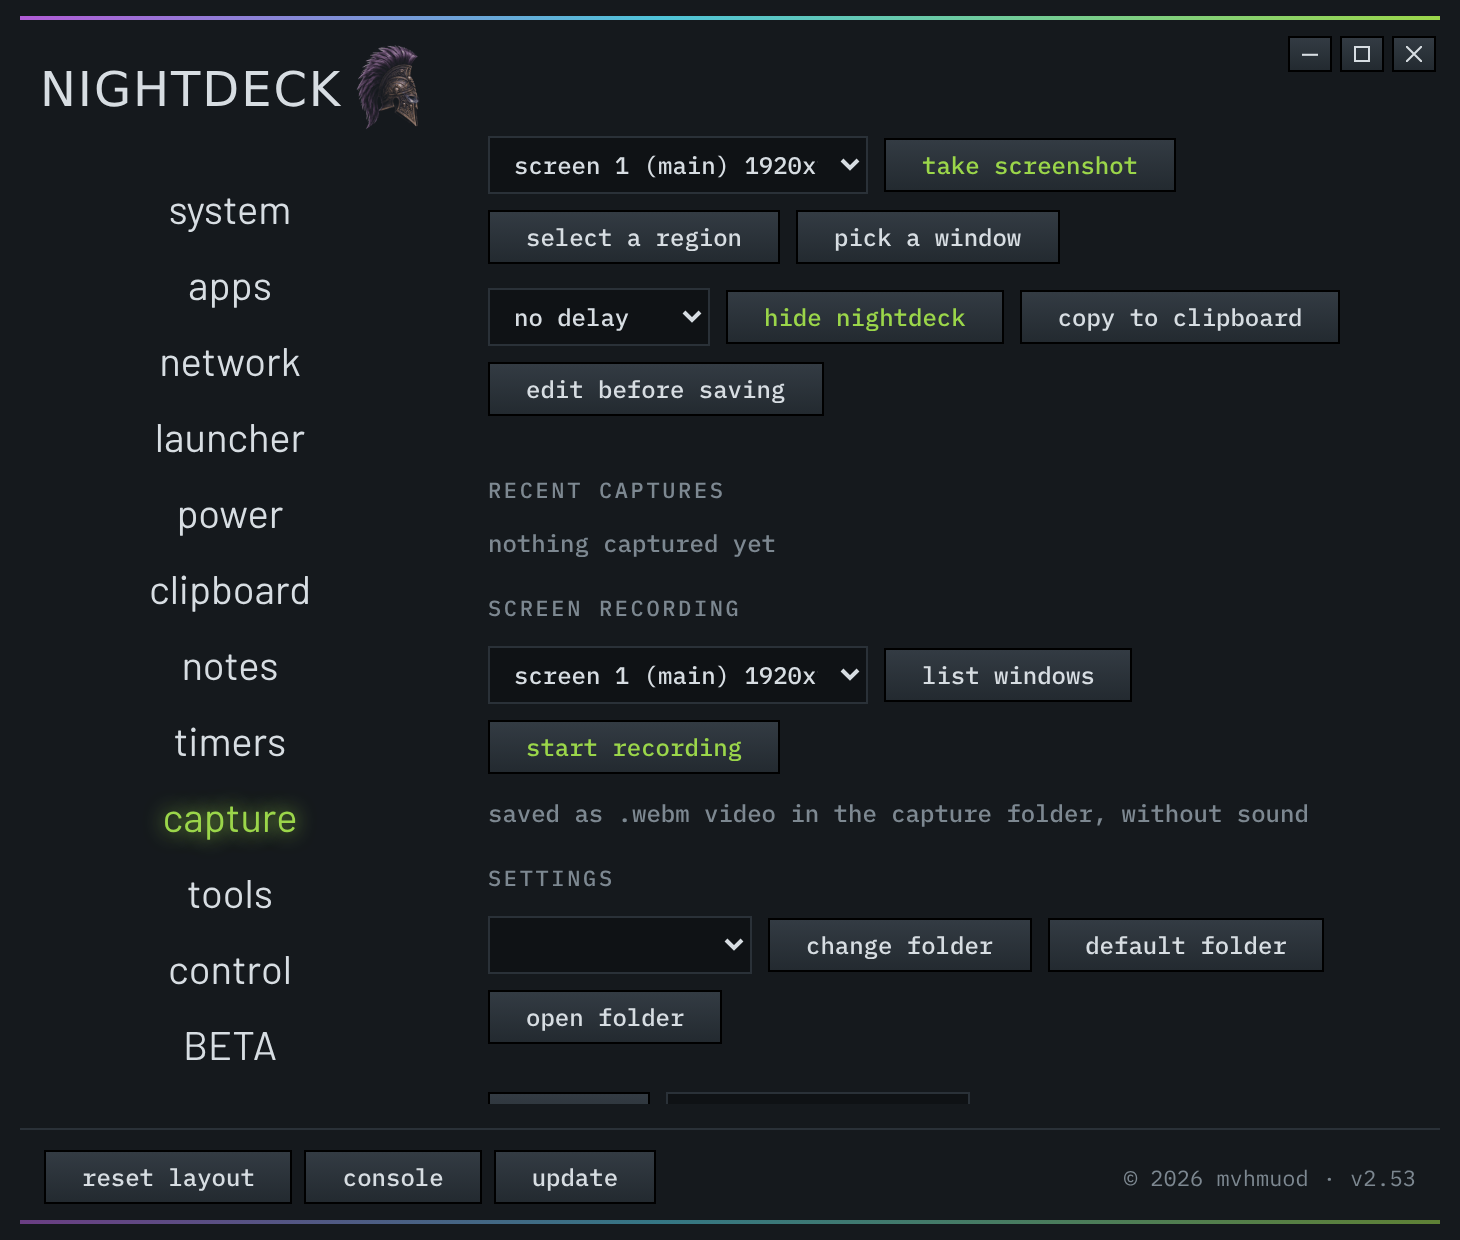 NIGHTDECK
system
apps
network
launcher
power
clipboard
notes
timers
capture
tools
control
BETA
screen 1 (main) 1920x
take screenshot
select a region
pick a window
no delay
hide nightdeck
copy to clipboard
edit before saving
RECENT CAPTURES
nothing captured yet
SCREEN RECORDING
screen 1 (main) 1920x
list windows
start recording
saved as .webm video in the capture folder, without sound
SETTINGS
change folder
default folder
open folder
reset layout
console
update
© 2026 mvhmuod · v2.53